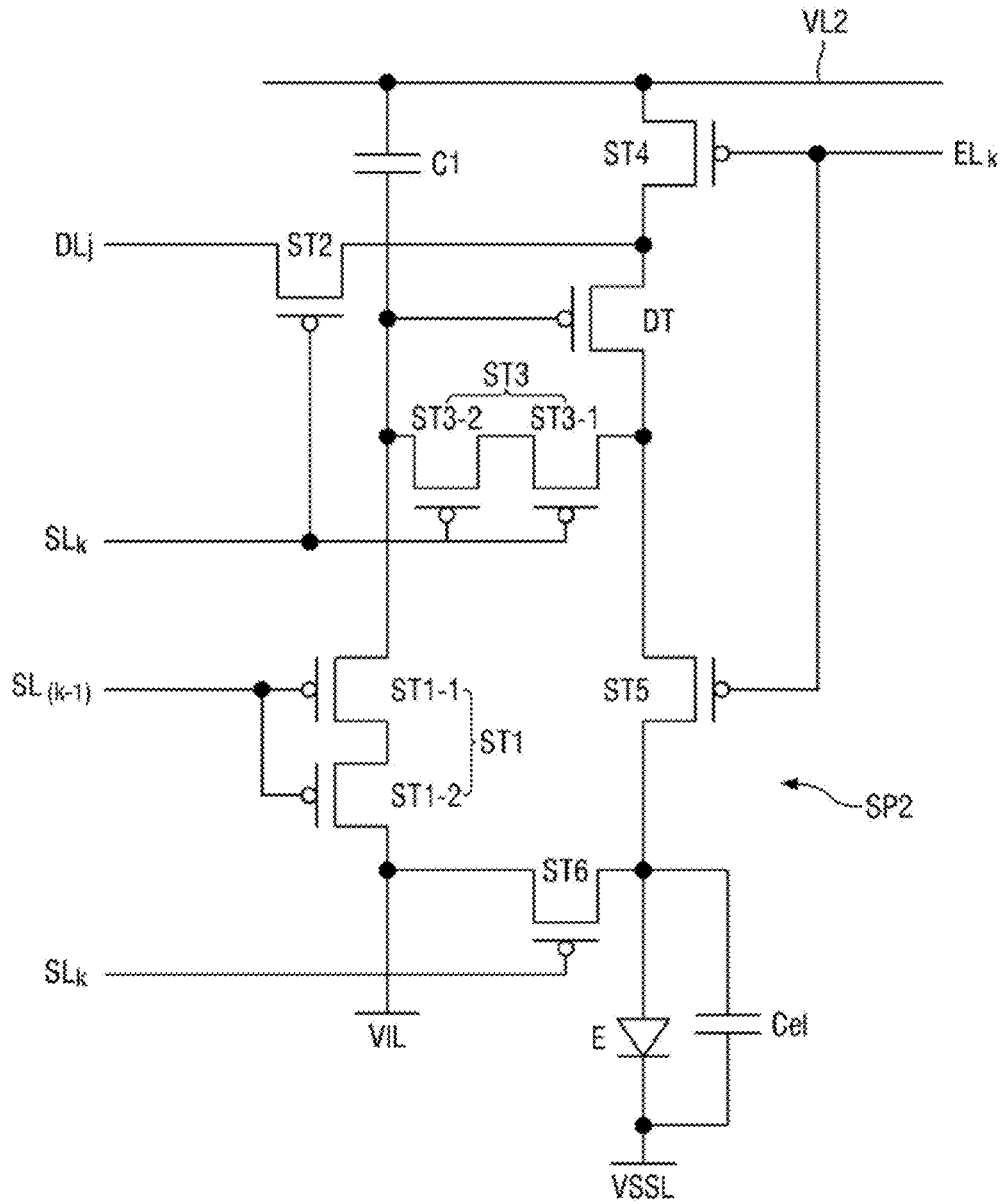 VL2
C1
ST4
ELk
DLj
ST2
DT
ST3
ST3-2
ST3-1
SLk
SL(k-1)
ST1-1
ST1
ST1-2
ST5
SP2
ST6
SLk
VIL
E
Cel
VSSL